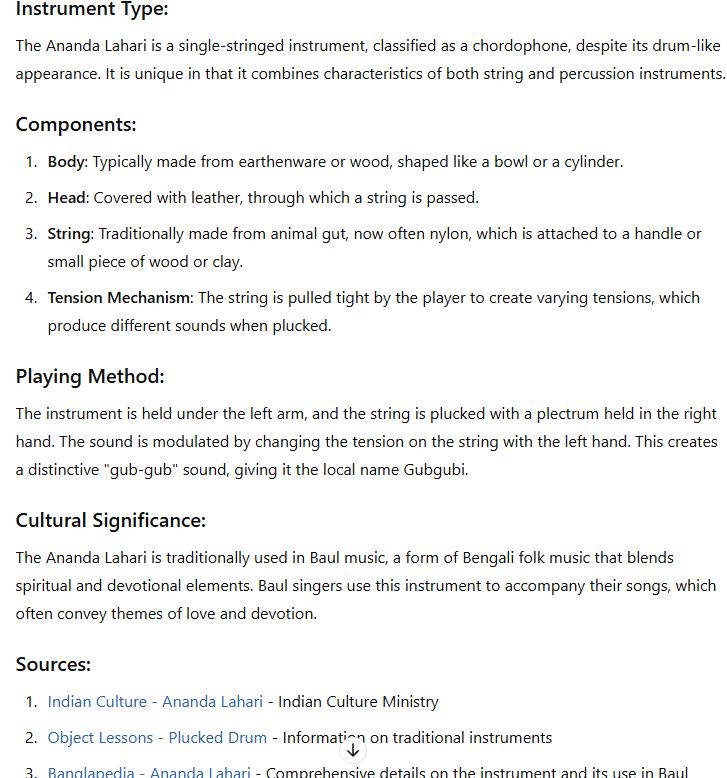 Instrument Type:
The Ananda Lahari is a single-stringed instrument, classified as a chordophone, despite its drum-like
appearance. It is unique in that it combines characteristics of both string and percussion instruments.
Components:
1. Body: Typically made from earthenware or wood, shaped like a bowl or a cylinder.
2. Head: Covered with leather, through which a string is passed.
3. String: Traditionally made from animal gut, now often nylon, which is attached to a handle or
small piece of wood or clay.
4. Tension Mechanism: The string is pulled tight by the player to create varying tensions, which
produce different sounds when plucked.
Playing Method:
The instrument is held under the left arm, and the string is plucked with a plectrum held in the right
hand. The sound is modulated by changing the tension on the string with the left hand. This creates
a distinctive "gub-gub" sound, giving it the local name Gubgubi.
Cultural Significance:
The Ananda Lahari is traditionally used in Baul music, a form of Bengali folk music that blends
spiritual and devotional elements. Baul singers use this instrument to accompany their songs, which
often convey themes of love and devotion.
Sources:
1. Indian Culture - Ananda Lahari - Indian Culture Ministry
2. Object Lessons - Plucked Drum - Information on traditional instruments
3. Banglapedia - Ananda Lahari - Comprehensive details on the instrument and its use in Baul